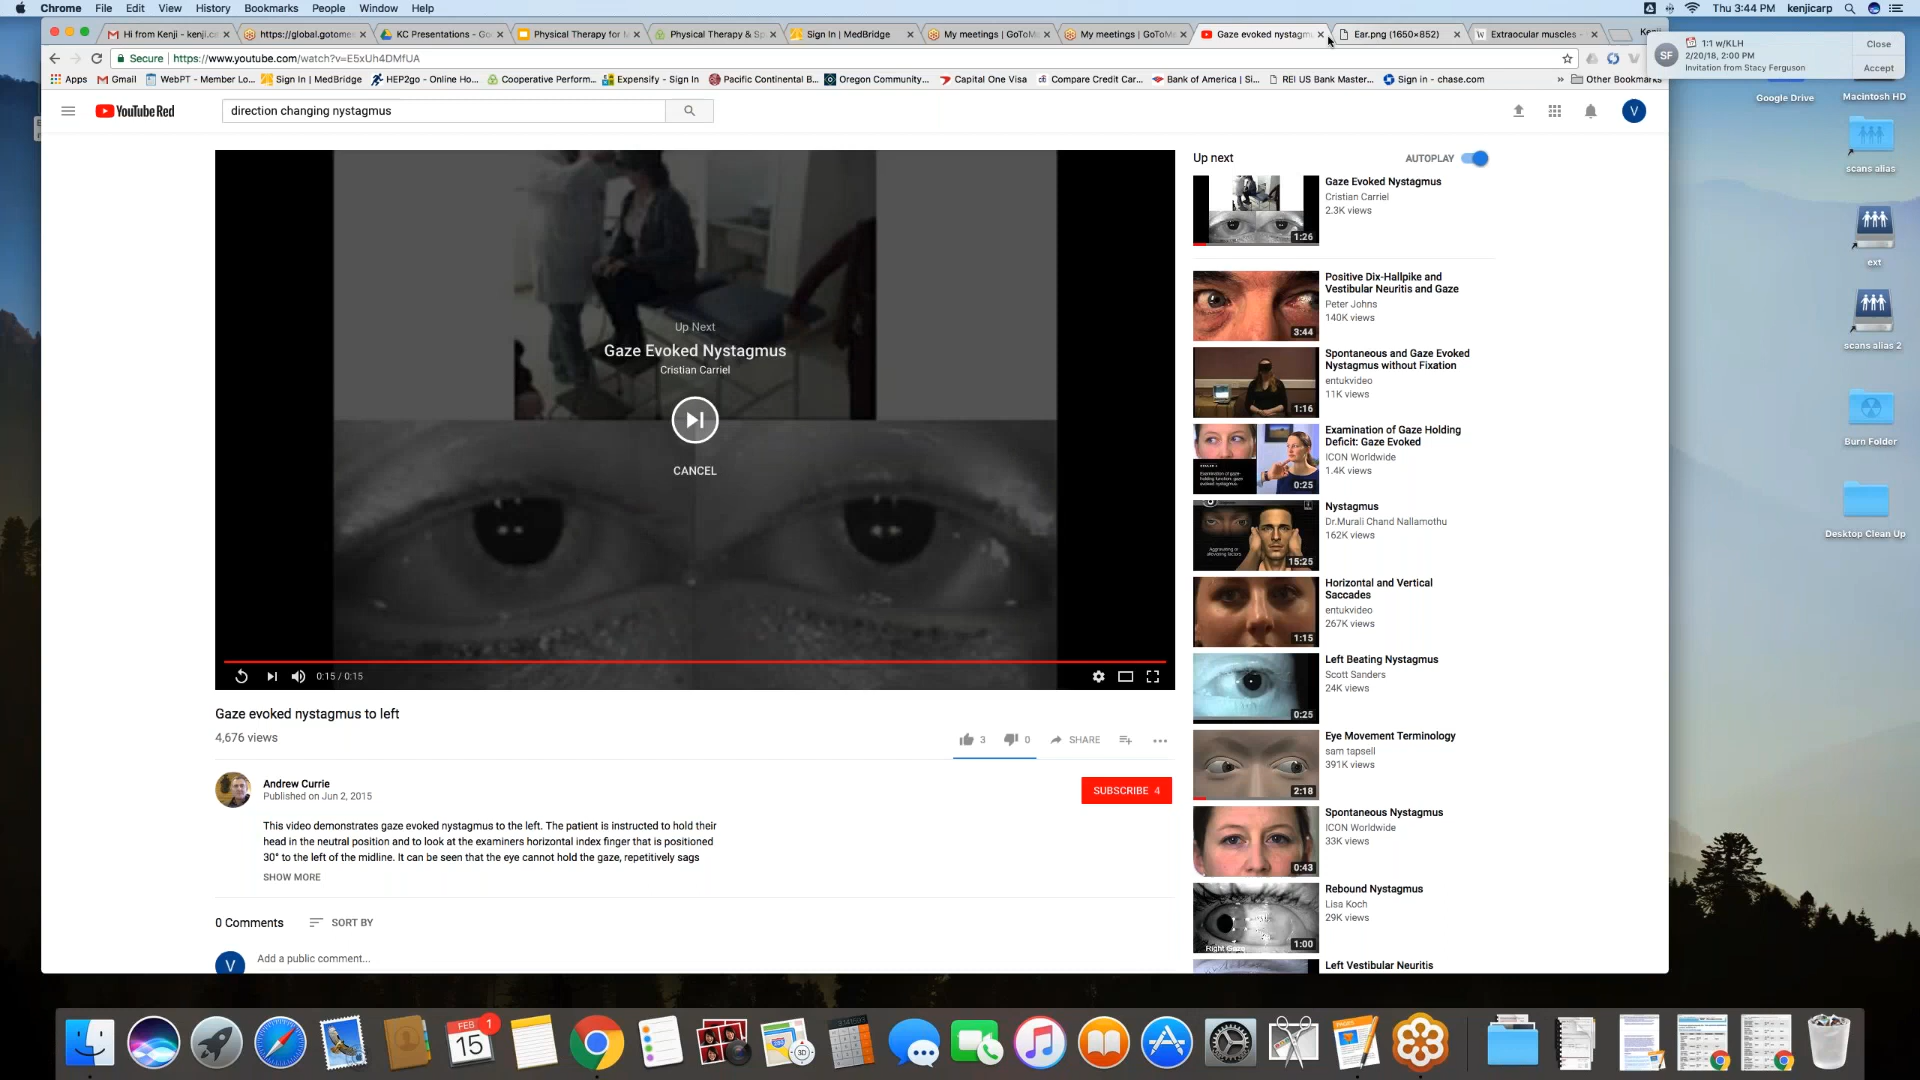 Chrome File Edit View History Bookmarks People Window Help
Thu 3:44 PM kenjicarp
Hi from Kenji - kenji.c
https://global.gotome
KC Presentations - Go
Physical Therapy for
Physical Therapy & Sp
Sign In | MedBridge
My meetings | GoToM
My meetings | GoToM
Gaze evoked nystagmu
Ear.png (1650×852)
Extraocular muscles -
Secure https://www.youtube.com/watch?v=E5xUh4DMfUA
Apps Gmail WebPT - Member Lo... Sign In | MedBridge HEP2go - Online Ho... Cooperative Perform... Expensify - Sign In Pacific Continental B... Oregon Community... Capital One Visa Compare Credit Car... Bank of America | Si... REI US Bank Master... Sign in - chase.com » Other Bookmarks
SF
1:1 w/KLH
2/20/18, 2:00 PM
Invitation from Stacy Ferguson
Close
Accept
YouTube Red
direction changing nystagmus
V
Up Next
Gaze Evoked Nystagmus
Cristian Carriel
CANCEL
0:15 / 0:15
Gaze evoked nystagmus to left
4,676 views
3 0 SHARE
Andrew Currie
Published on Jun 2, 2015
SUBSCRIBE 4
This video demonstrates gaze evoked nystagmus to the left. The patient is instructed to hold their
head in the neutral position and to look at the examiners horizontal index finger that is positioned
30° to the left of the midline. It can be seen that the eye cannot hold the gaze, repetitively sags
SHOW MORE
0 Comments SORT BY
V
Add a public comment...
Up next AUTOPLAY
Gaze Evoked Nystagmus
Cristian Carriel
2.3K views
1:26
Positive Dix-Hallpike and
Vestibular Neuritis and Gaze
Peter Johns
140K views
3:44
Spontaneous and Gaze Evoked
Nystagmus without Fixation
entukvideo
11K views
1:16
Examination of Gaze Holding
Deficit: Gaze Evoked
ICON Worldwide
1.4K views
0:25
Nystagmus
Dr.Murali Chand Nallamothu
162K views
15:25
Horizontal and Vertical
Saccades
entukvideo
267K views
1:15
Left Beating Nystagmus
Scott Sanders
24K views
0:25
Eye Movement Terminology
sam tapsell
391K views
2:18
Spontaneous Nystagmus
ICON Worldwide
33K views
0:43
Rebound Nystagmus
Lisa Koch
29K views
Right Gaze
1:00
Left Vestibular Neuritis
Google Drive
Macintosh HD
scans alias
ext
scans alias 2
Burn Folder
Desktop Clean Up
FEB
15
1
3D
PAGES